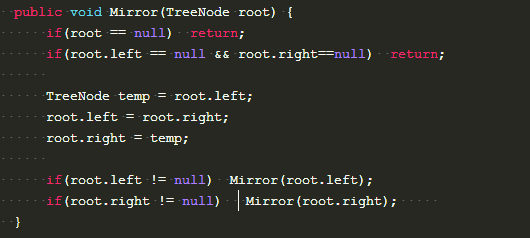 public void Mirror(TreeNode root) {
if(root == null) return;
if(root.left == null && root.right==null) return;
TreeNode temp = root.left;
root.left = root.right;
root.right = temp;
if(root.left != null) Mirror(root.left);
if(root.right != null) Mirror(root.right);
}